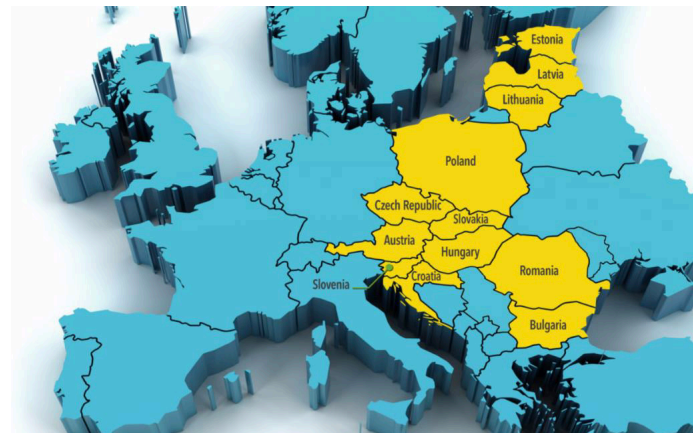 Estonia
Latvia
Lithuania
Poland
Czech Republic
Slovakia
Austria
Hungary
Slovenia
Croatia
Romania
Bulgaria